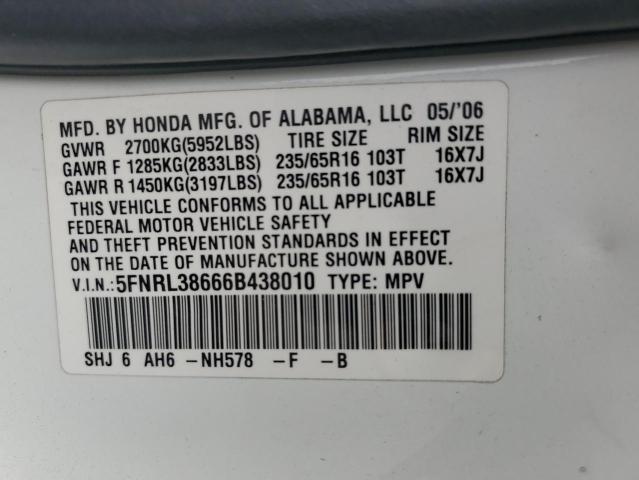 MFD. BY HONDA MFG. OF ALABAMA, LLC 05/'06
GVWR 2700KG(5952LBS) TIRE SIZE RIM SIZE
GAWR F 1285KG(2833LBS) 235/65R16 103T 16X7J
GAWR R 1450KG(3197LBS) 235/65R16 103T 16X7J
THIS VEHICLE CONFORMS TO ALL APPLICABLE
FEDERAL MOTOR VEHICLE SAFETY
AND THEFT PREVENTION STANDARDS IN EFFECT
ON THE DATE OF MANUFACTURE SHOWN ABOVE.
V.I.N.: 5FNRL38666B438010 TYPE: MPV
SHJ 6 AH6 -NH578 -F -B